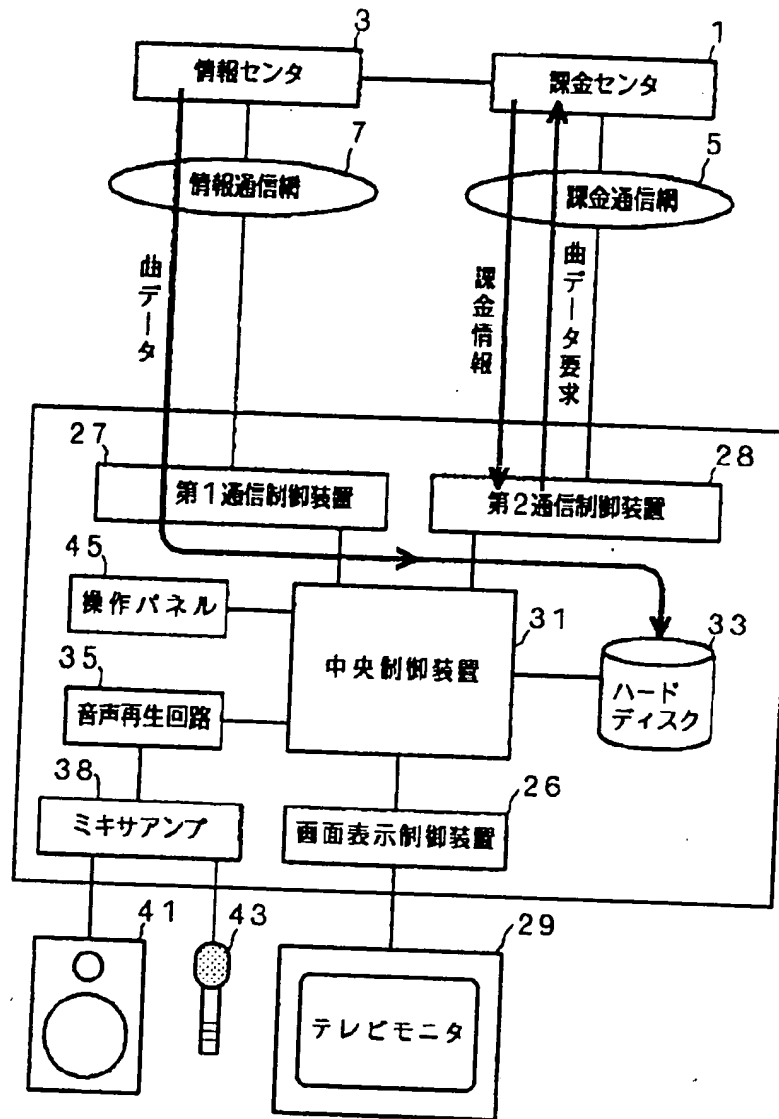 3
1
情報センタ
課金センタ
7
5
情報通信網
課金通信網
曲データ
課金情報
曲データ要求
27
28
第1通信制御装置
第2通信制御装置
45
操作パネル
31
33
中央制御装置
ハード
ディスク
35
音声再生回路
38
26
ミキサアンプ
画面表示制御装置
41
43
29
テレビモニタ